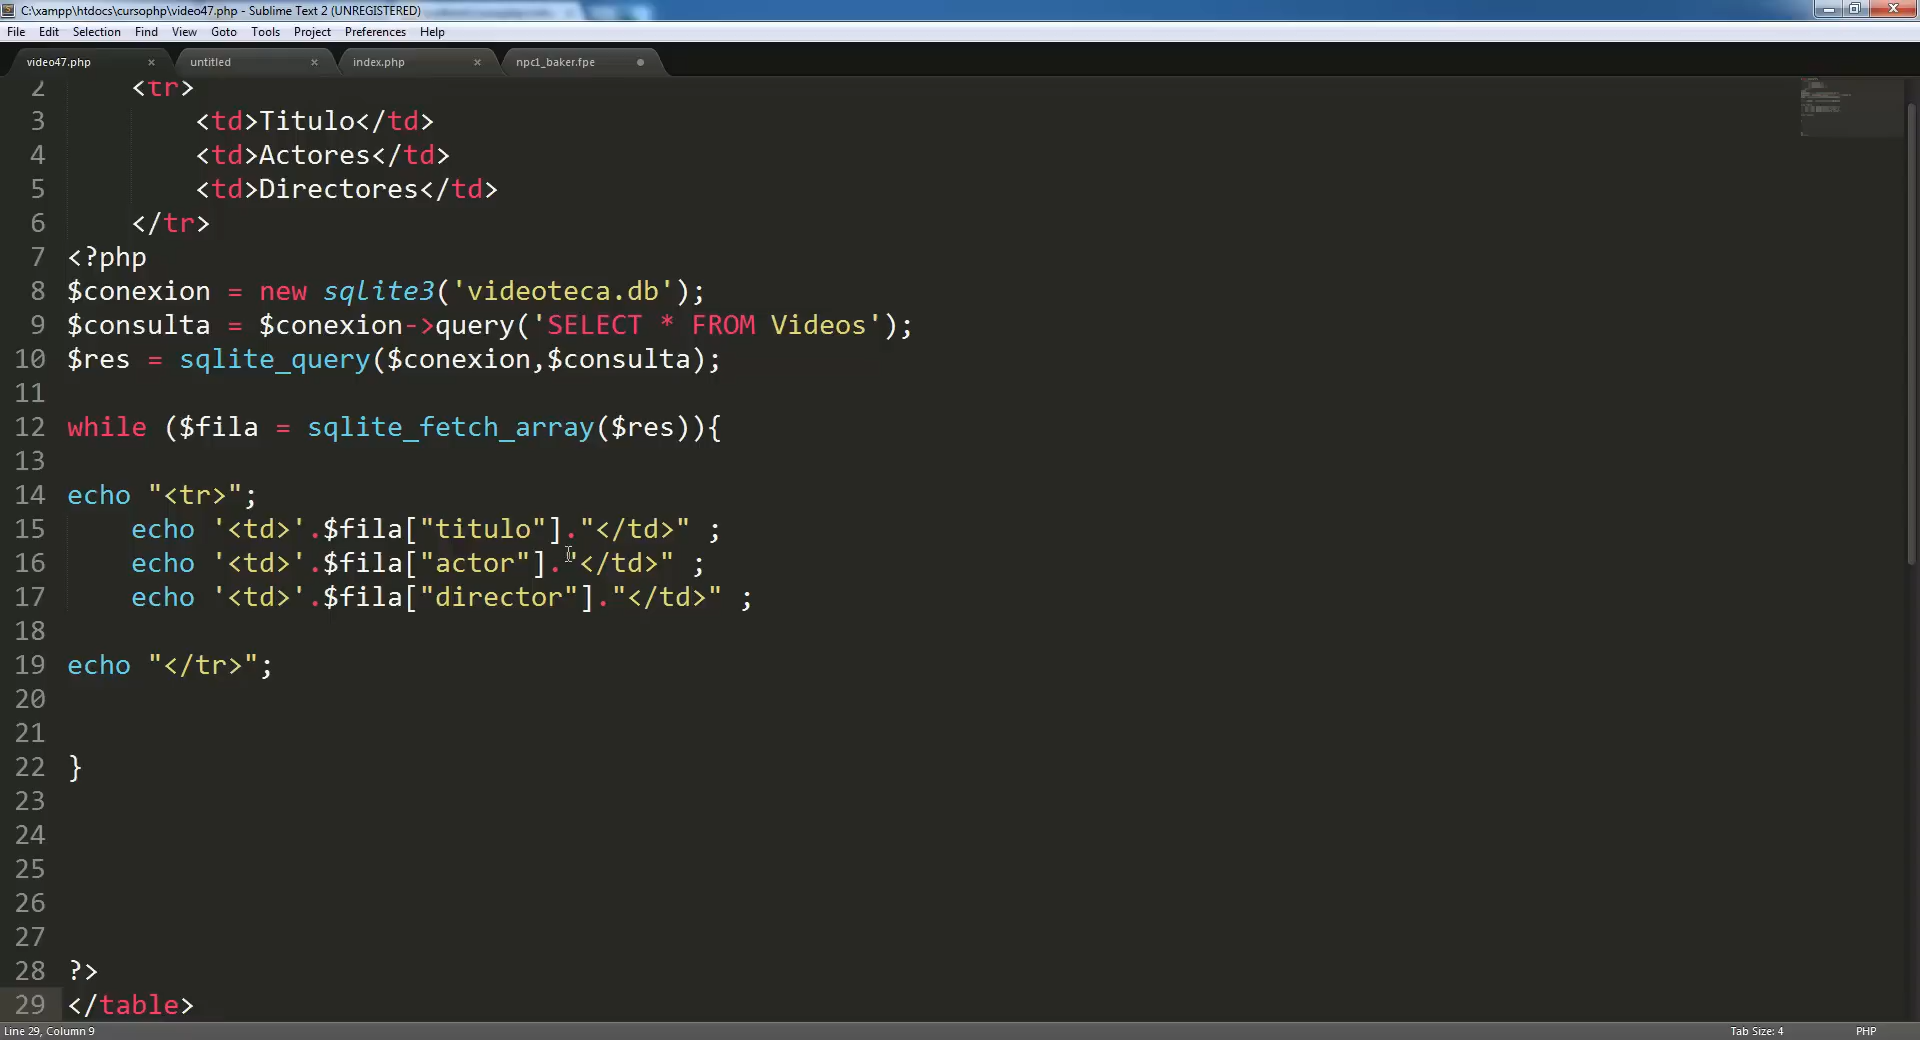 C:\xampp\htdocs\cursophp\video47.php - Sublime Text 2 (UNREGISTERED)
File Edit Selection Find View Goto Tools Project Preferences Help
video47.php × untitled × index.php × npc1_baker.fpe
2 <tr>
3 <td>Titulo</td>
4 <td>Actores</td>
5 <td>Directores</td>
6 </tr>
7 <?php
8 $conexion = new sqlite3('videoteca.db');
9 $consulta = $conexion->query('SELECT * FROM Videos');
10 $res = sqlite_query($conexion,$consulta);
11
12 while ($fila = sqlite_fetch_array($res)){
13
14 echo "<tr>";
15 echo '<td>'.$fila["titulo"]."</td>" ;
16 echo '<td>'.$fila["actor"]."</td>" ;
17 echo '<td>'.$fila["director"]."</td>" ;
18
19 echo "</tr>";
20
21
22 }
23
24
25
26
27
28 ?>
29 </table>
Line 29, Column 9 Tab Size: 4 PHP